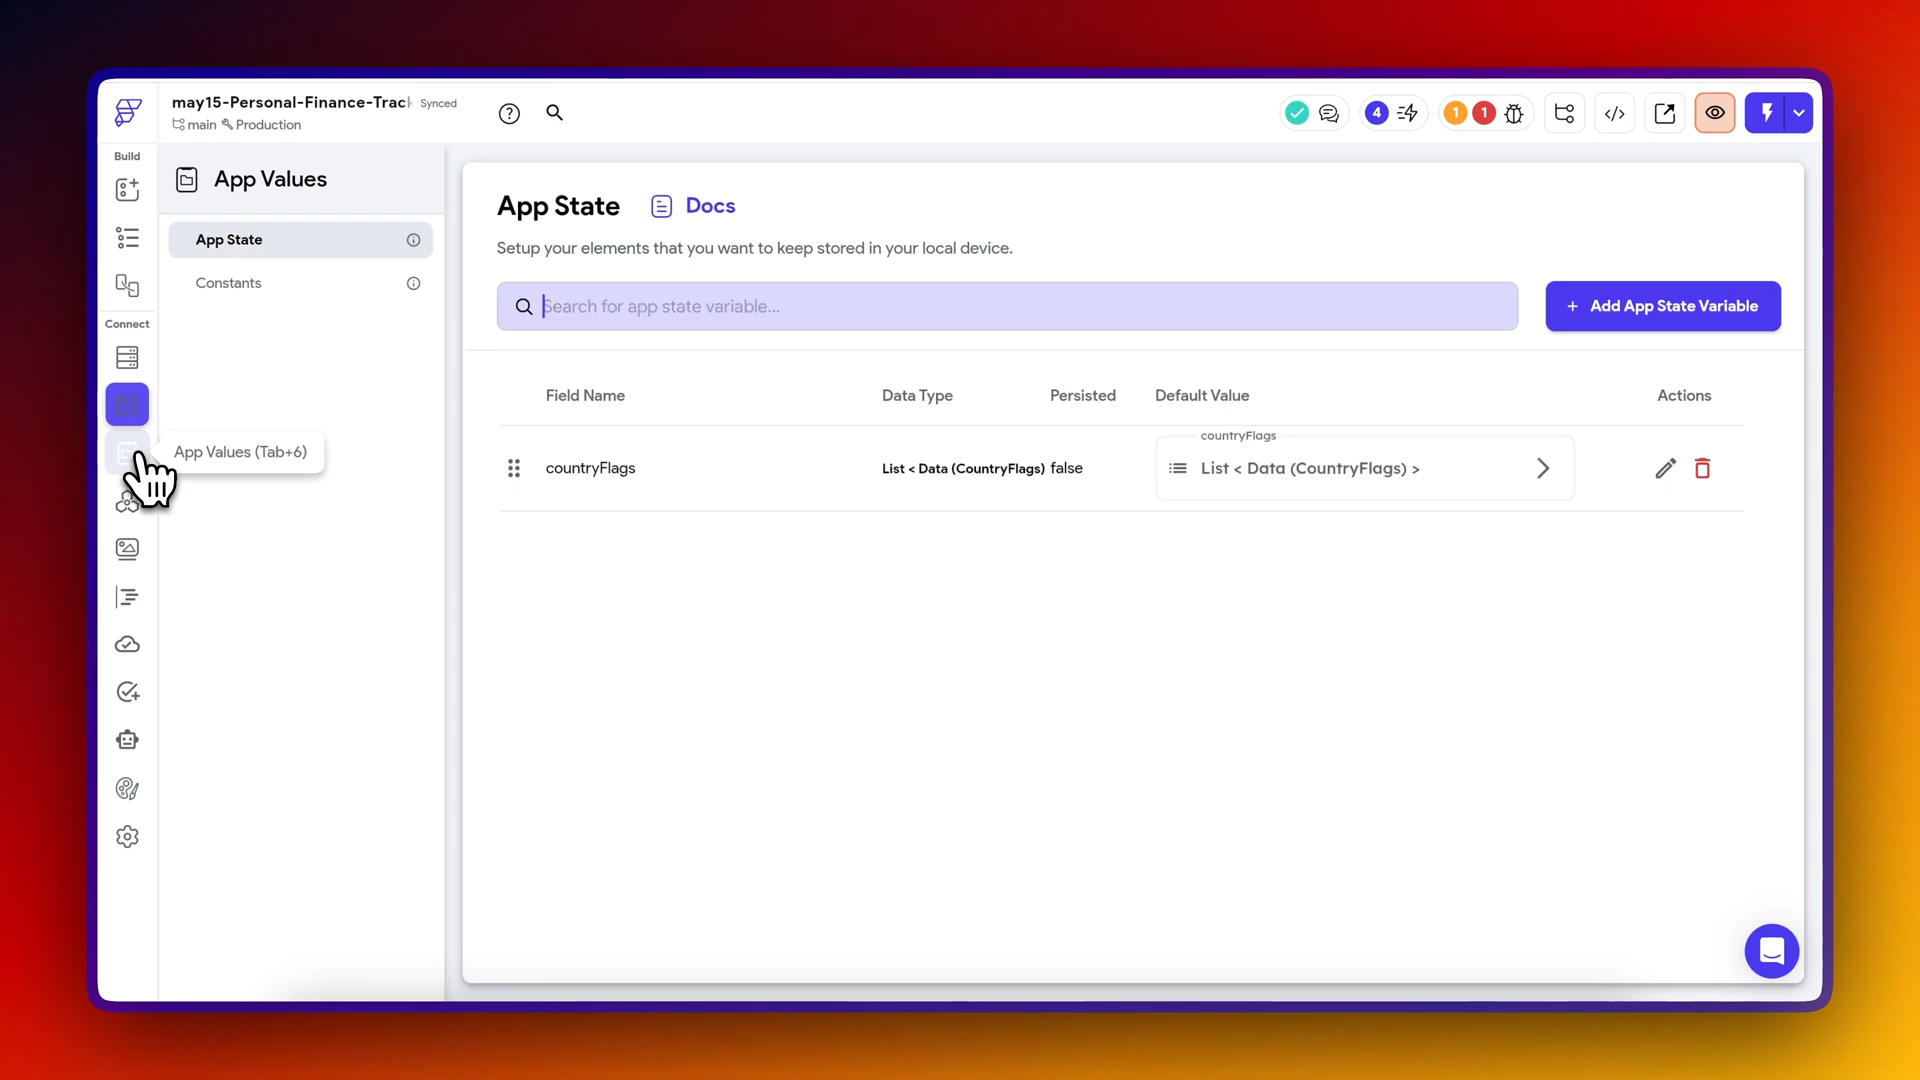 may15-Personal-Finance-Trac
Synced
main
Production
4
1
1
Build
Connect
App Values
App State
Constants
App Values (Tab+6)
App State
Docs
Setup your elements that you want to keep stored in your local device.
Search for app state variable...
+ Add App State Variable
Field Name
Data Type
Persisted
Default Value
Actions
countryFlags
List < Data (CountryFlags)
false
countryFlags
List < Data (CountryFlags) >